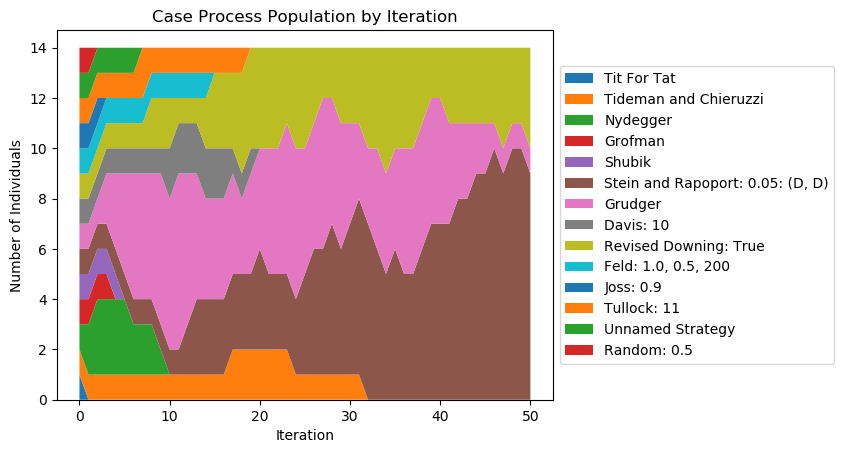 Case Process Population by Iteration
Number of Individuals
14
12
10
8
6
4
2
0
0 10 20 30 40 50
Iteration
Tit For Tat
Tideman and Chieruzzi
Nydegger
Grofman
Shubik
Stein and Rapoport: 0.05: (D, D)
Grudger
Davis: 10
Revised Downing: True
Feld: 1.0, 0.5, 200
Joss: 0.9
Tullock: 11
Unnamed Strategy
Random: 0.5